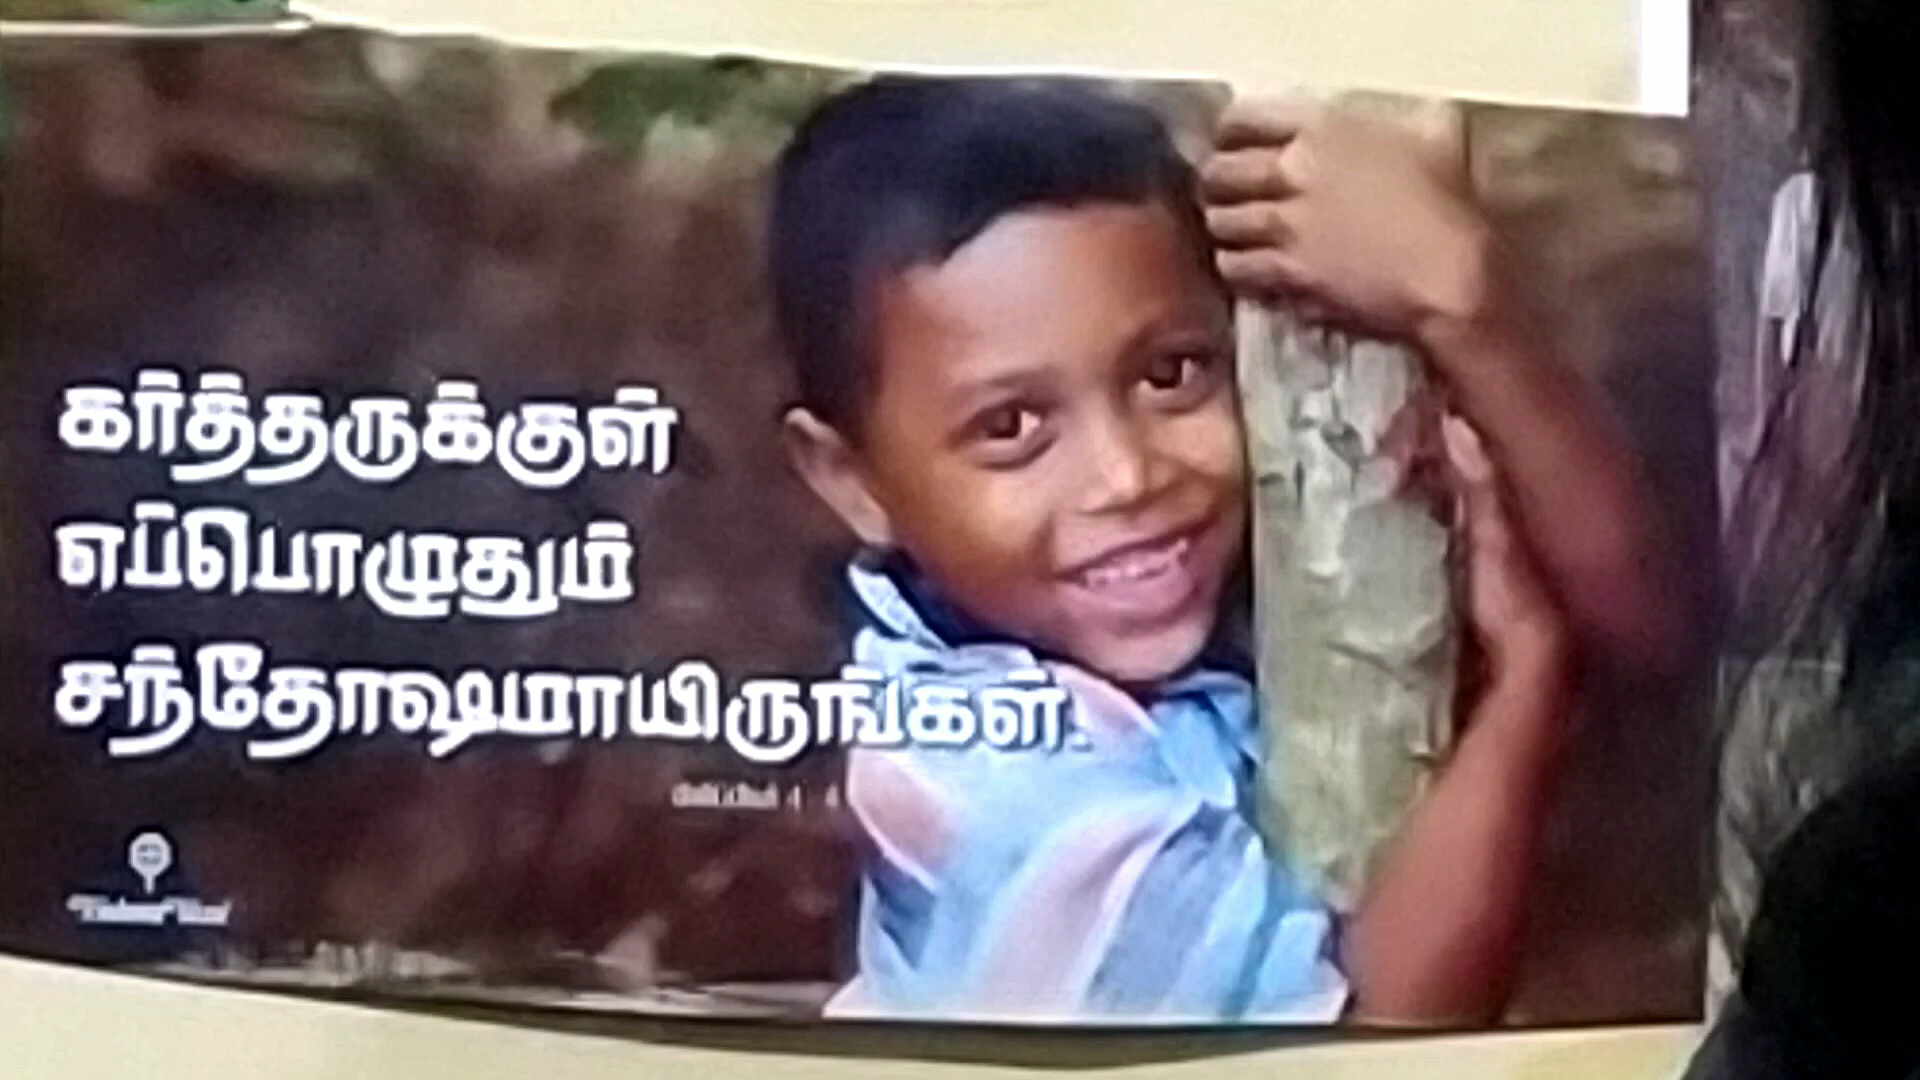 கர்த்தருக்குள்
எப்பொழுதும்
சந்தோஷமாயிருங்கள்.